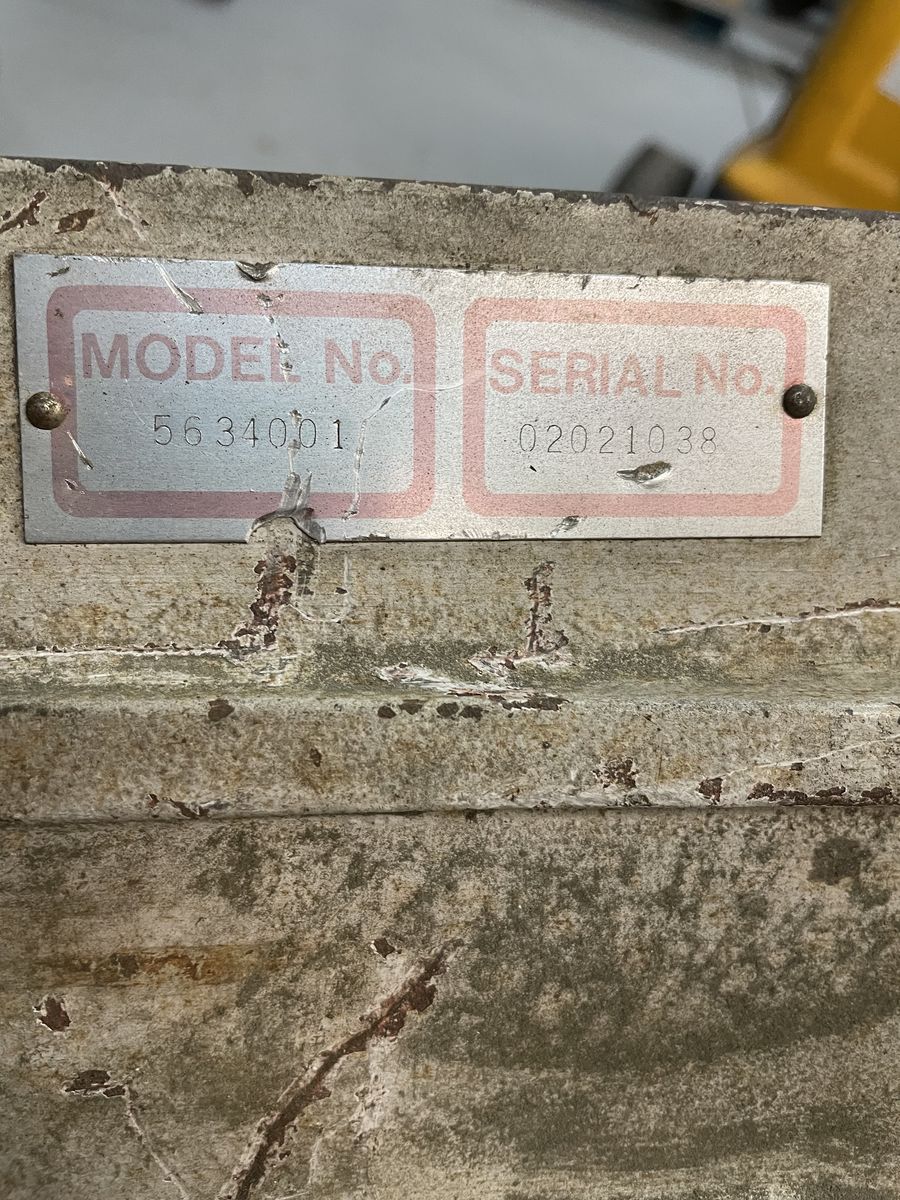 MODEL No.
5634001
SERIAL No.
02021038